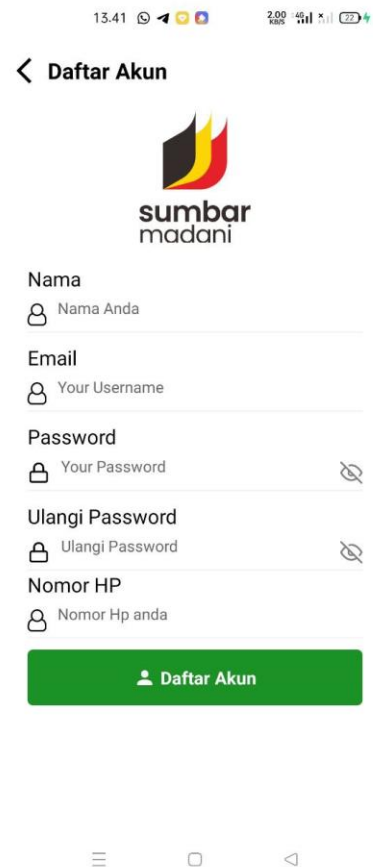 13.41
2.00
KB/S
4G
22
Daftar Akun
sumbar
madani
Nama
Nama Anda
Email
Your Username
Password
Your Password
Ulangi Password
Ulangi Password
Nomor HP
Nomor Hp anda
Daftar Akun